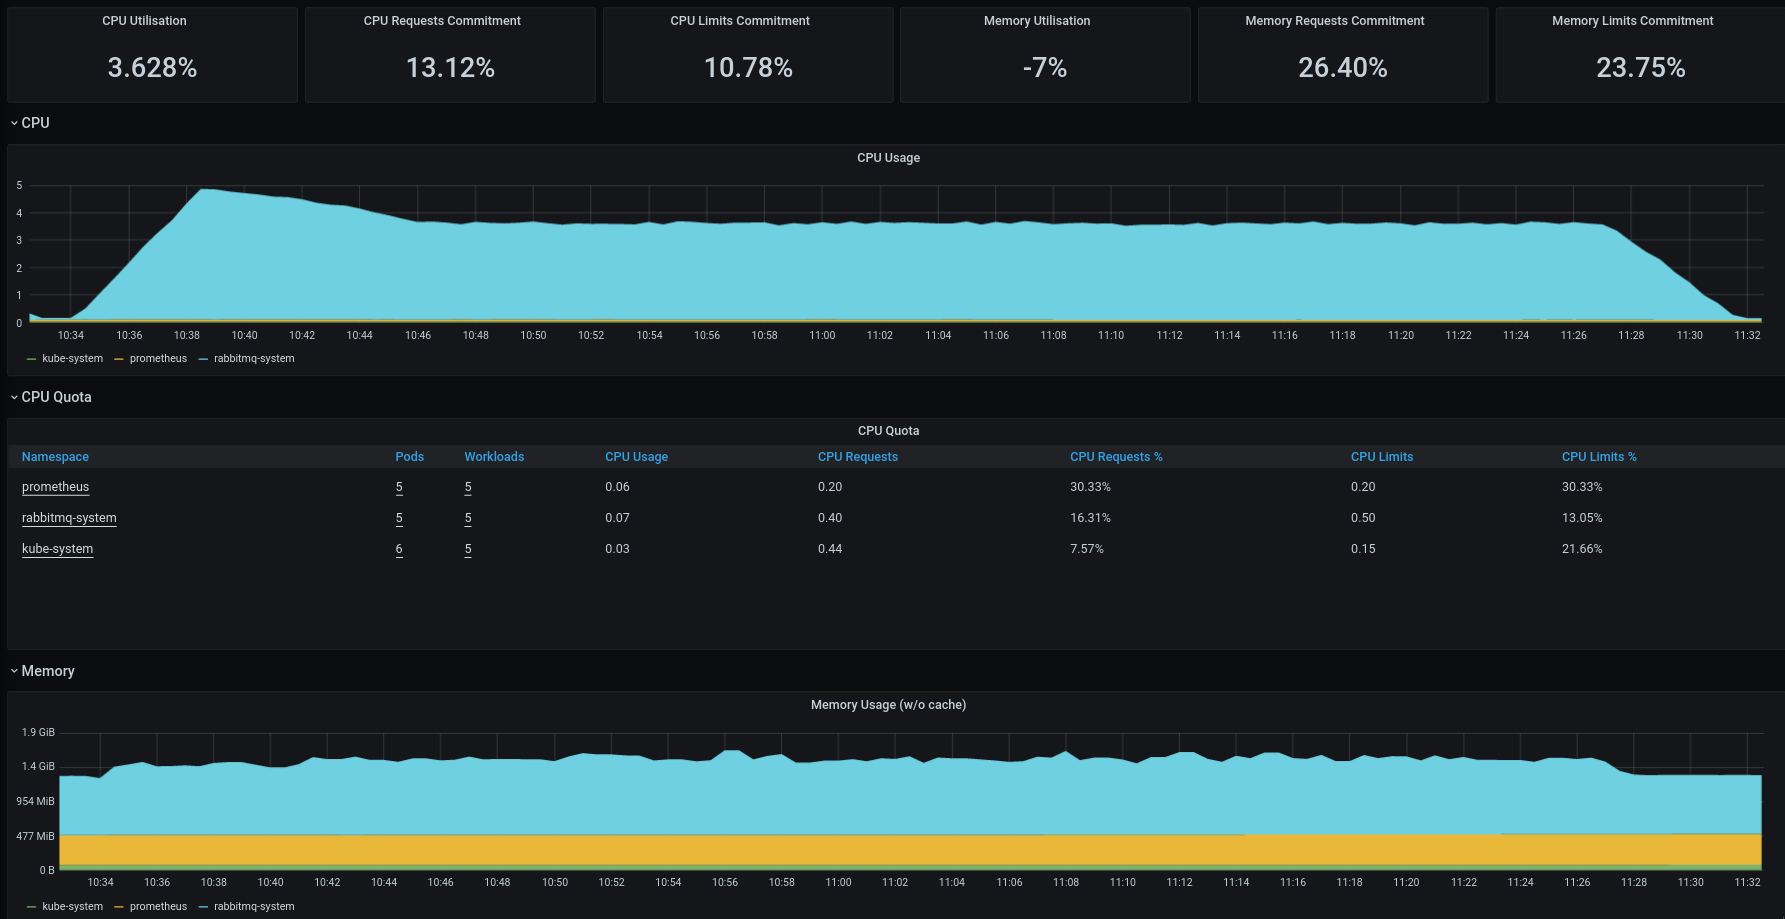 CPU Utilisation CPU Requests Commitment CPU Limits Commitment Memory Utilisation Memory Requests Commitment Memory Limits Commitment
3.628% 13.12% 10.78% -7% 26.40% 23.75%
CPU
CPU Usage
5
4
3
2
1
0
10:34 10:36 10:38 10:40 10:42 10:44 10:46 10:48 10:50 10:52 10:54 10:56 10:58 11:00 11:02 11:04 11:06 11:08 11:10 11:12 11:14 11:16 11:18 11:20 11:22 11:24 11:26 11:28 11:30 11:32
kube-system prometheus rabbitmq-system
CPU Quota
CPU Quota
Namespace Pods Workloads CPU Usage CPU Requests CPU Requests % CPU Limits CPU Limits %
prometheus 5 5 0.06 0.20 30.33% 0.20 30.33%
rabbitmq-system 5 5 0.07 0.40 16.31% 0.50 13.05%
kube-system 6 5 0.03 0.44 7.57% 0.15 21.66%
Memory
Memory Usage (w/o cache)
1.9 GiB
1.4 GiB
954 MiB
477 MiB
0 B
10:34 10:36 10:38 10:40 10:42 10:44 10:46 10:48 10:50 10:52 10:54 10:56 10:58 11:00 11:02 11:04 11:06 11:08 11:10 11:12 11:14 11:16 11:18 11:20 11:22 11:24 11:26 11:28 11:30 11:32
kube-system prometheus rabbitmq-system